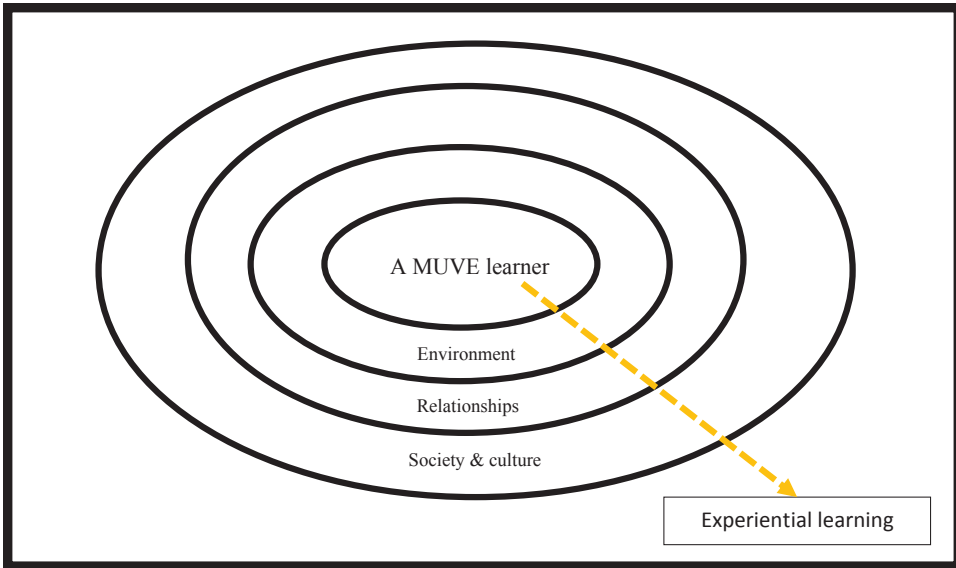 A MUVE learner
Environment
Relationships
Society & culture
Experiential learning